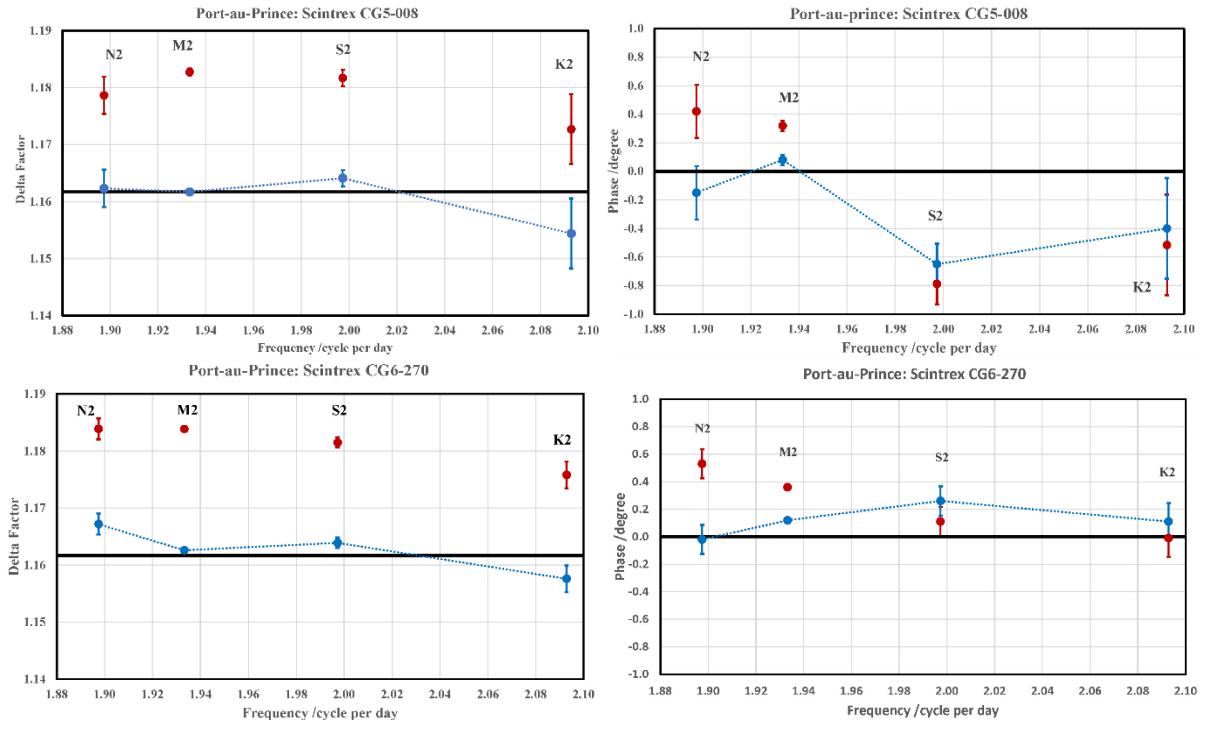 Port-au-Prince: Scintrex CG5-008
1.19
1.18
1.17
1.16
1.15
1.14
Delta Factor
N2
M2
S2
K2
1.88 1.90 1.92 1.94 1.96 1.98 2.00 2.02 2.04 2.06 2.08 2.10
Frequency /cycle per day
Port-au-prince: Scintrex CG5-008
1.0
0.8
0.6
0.4
0.2
0.0
-0.2
-0.4
-0.6
-0.8
-1.0
Phase /degree
N2
M2
S2
K2
1.88 1.90 1.92 1.94 1.96 1.98 2.00 2.02 2.04 2.06 2.08 2.10
Frequency /cycle per day
Port-au-Prince: Scintrex CG6-270
1.19
1.18
1.17
1.16
1.15
1.14
Delta Factor
N2
M2
S2
K2
1.88 1.90 1.92 1.94 1.96 1.98 2.00 2.02 2.04 2.06 2.08 2.10
Frequency /cycle per day
Port-au-Prince: Scintrex CG6-270
1.0
0.8
0.6
0.4
0.2
0.0
-0.2
-0.4
-0.6
-0.8
-1.0
Phase /degree
N2
M2
S2
K2
1.88 1.90 1.92 1.94 1.96 1.98 2.00 2.02 2.04 2.06 2.08 2.10
Frequency /cycle per day